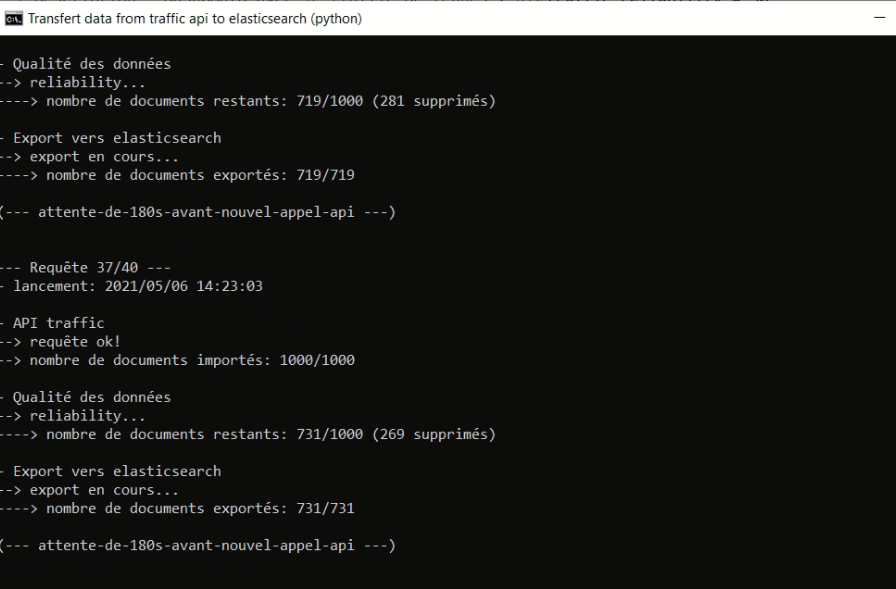 Transfert data from traffic api to elasticsearch (python)
- Qualité des données
--> reliability...
----> nombre de documents restants: 719/1000 (281 supprimés)
- Export vers elasticsearch
--> export en cours...
----> nombre de documents exportés: 719/719
(--- attente-de-180s-avant-nouvel-appel-api ---)
--- Requête 37/40 ---
- lancement: 2021/05/06 14:23:03
- API traffic
--> requête ok!
--> nombre de documents importés: 1000/1000
- Qualité des données
--> reliability...
----> nombre de documents restants: 731/1000 (269 supprimés)
- Export vers elasticsearch
--> export en cours...
----> nombre de documents exportés: 731/731
(--- attente-de-180s-avant-nouvel-appel-api ---)